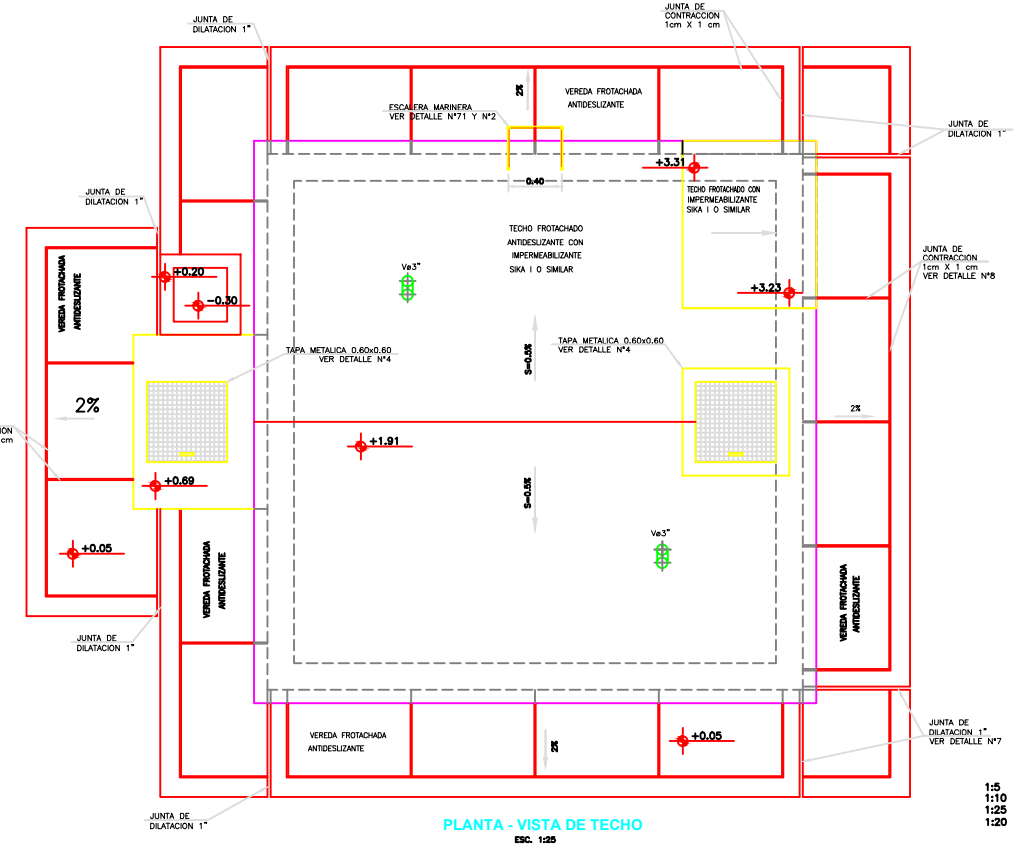 JUNTA DE
DILATACION 1"
JUNTA DE
CONTRACCION
1cm X 1 cm
2%
VEREDA FROTACHADA
ANTIDESLIZANTE
ESCALERA MARINERA
VER DETALLE N°71 Y N°2
JUNTA DE
DILATACION 1"
+3.31
0.40
TECHO FROTACHADO CON
IMPERMEABILIZANTE
SIKA I O SIMILAR
JUNTA DE
DILATACION 1"
TECHO FROTACHADO
ANTIDESLIZANTE CON
IMPERMEABILIZANTE
SIKA I O SIMILAR
JUNTA DE
CONTRACCION
1cm X 1 cm
VER DETALLE N°8
VEREDA FROTACHADA
ANTIDESLIZANTE
+0.20
-0.30
Vø3"
+3.23
TAPA METALICA 0.60x0.60
VER DETALLE N°4
S=0.5%
TAPA METALICA 0.60x0.60
VER DETALLE N°4
2%
2%
ION
cm
+1.91
+0.69
S=0.5%
+0.05
Vø3"
VEREDA FROTACHADA
ANTIDESLIZANTE
VEREDA FROTACHADA
ANTIDESLIZANTE
JUNTA DE
DILATACION 1"
VEREDA FROTACHADA
ANTIDESLIZANTE
2%
+0.05
JUNTA DE
DILATACION 1"
VER DETALLE N°7
JUNTA DE
DILATACION 1"
PLANTA - VISTA DE TECHO
ESC. 1:25
1:5
1:10
1:25
1:20